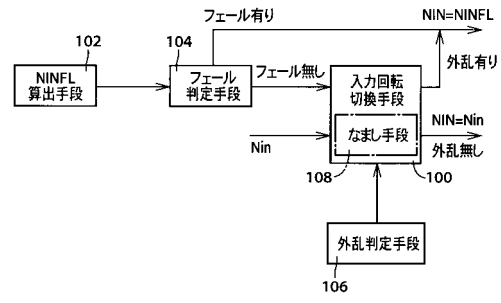 フェール有り
NIN=NINFL
102
104
外乱有り
NINFL
算出手段
フェール
判定手段
フェール無し
入力回転
切換手段
なまし手段
NIN=Nin
外乱無し
Nin
108
100
外乱判定手段
106